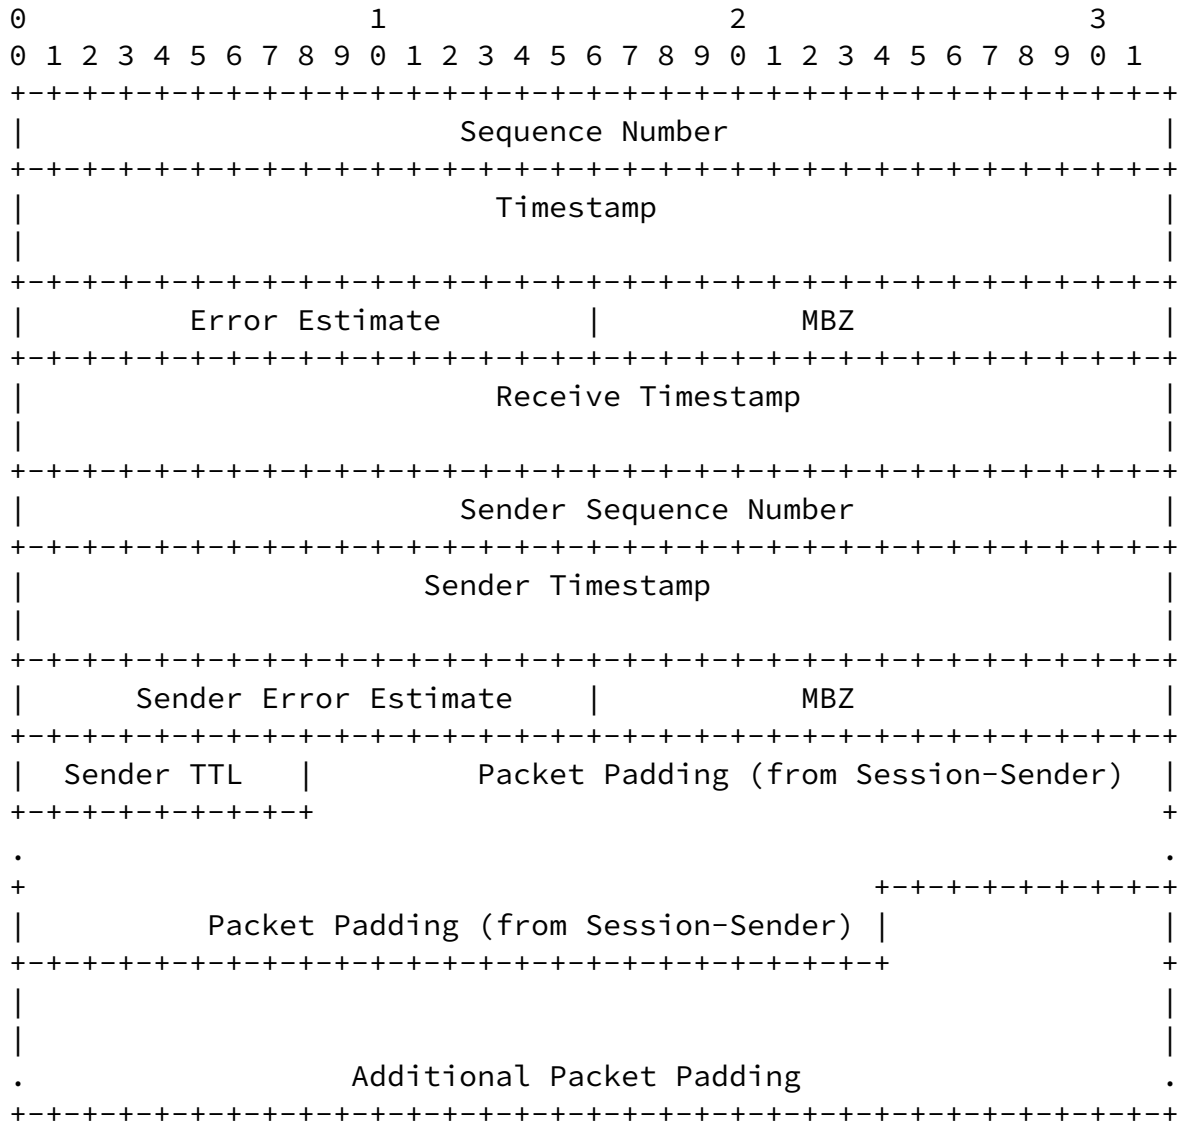 0                   1                   2                   3
0 1 2 3 4 5 6 7 8 9 0 1 2 3 4 5 6 7 8 9 0 1 2 3 4 5 6 7 8 9 0 1
+-+-+-+-+-+-+-+-+-+-+-+-+-+-+-+-+-+-+-+-+-+-+-+-+-+-+-+-+-+-+-+-+
|                        Sequence Number                        |
+-+-+-+-+-+-+-+-+-+-+-+-+-+-+-+-+-+-+-+-+-+-+-+-+-+-+-+-+-+-+-+-+
|                          Timestamp                            |
|                                                               |
+-+-+-+-+-+-+-+-+-+-+-+-+-+-+-+-+-+-+-+-+-+-+-+-+-+-+-+-+-+-+-+-+
|         Error Estimate        |           MBZ                 |
+-+-+-+-+-+-+-+-+-+-+-+-+-+-+-+-+-+-+-+-+-+-+-+-+-+-+-+-+-+-+-+-+
|                          Receive Timestamp                    |
|                                                               |
+-+-+-+-+-+-+-+-+-+-+-+-+-+-+-+-+-+-+-+-+-+-+-+-+-+-+-+-+-+-+-+-+
|                        Sender Sequence Number                 |
+-+-+-+-+-+-+-+-+-+-+-+-+-+-+-+-+-+-+-+-+-+-+-+-+-+-+-+-+-+-+-+-+
|                      Sender Timestamp                         |
|                                                               |
+-+-+-+-+-+-+-+-+-+-+-+-+-+-+-+-+-+-+-+-+-+-+-+-+-+-+-+-+-+-+-+-+
|      Sender Error Estimate    |           MBZ                 |
+-+-+-+-+-+-+-+-+-+-+-+-+-+-+-+-+-+-+-+-+-+-+-+-+-+-+-+-+-+-+-+-+
|  Sender TTL   |         Packet Padding (from Session-Sender)  |
+-+-+-+-+-+-+-+-+                                               +
.                                                               .
+                                               +-+-+-+-+-+-+-+-+
|          Packet Padding (from Session-Sender) |               |
+-+-+-+-+-+-+-+-+-+-+-+-+-+-+-+-+-+-+-+-+-+-+-+-+               +
|                                                               |
|                                                               |
.                  Additional Packet Padding                    .
+-+-+-+-+-+-+-+-+-+-+-+-+-+-+-+-+-+-+-+-+-+-+-+-+-+-+-+-+-+-+-+-+